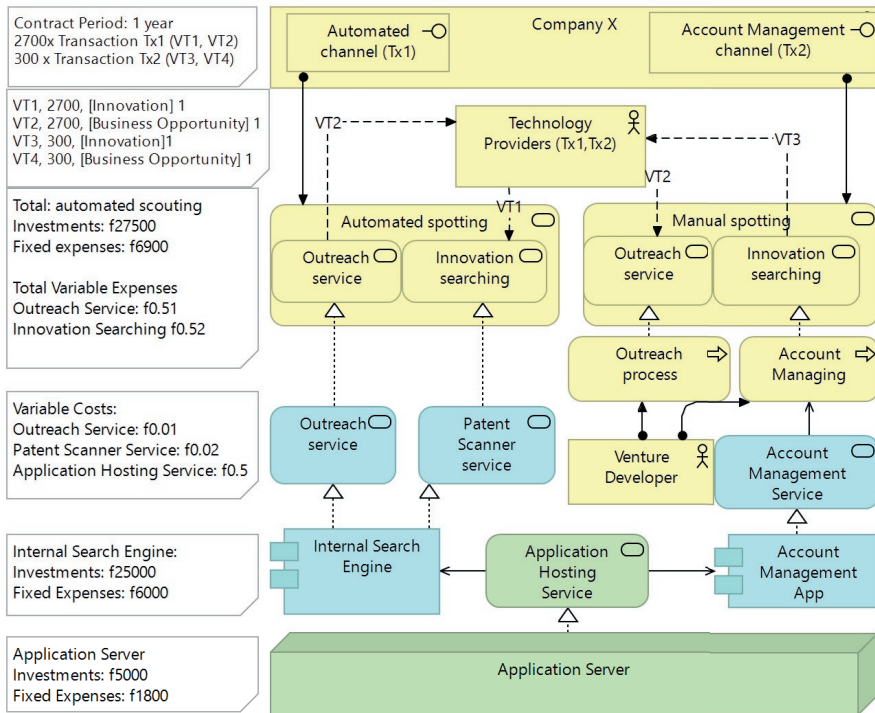 Contract Period: 1 year
2700x Transaction Tx1 (VT1, VT2)
300 x Transaction Tx2 (VT3, VT4)
Company X
Automated
channel (Tx1)
Account Management
channel (Tx2)
VT1, 2700, [Innovation] 1
VT2, 2700, [Business Opportunity] 1
VT3, 300, [Innovation]1
VT4, 300, [Business Opportunity] 1
VT2
Technology
Providers (Tx1,Tx2)
VT3
VT2
VT1
Total: automated scouting
Investments: f27500
Fixed expenses: f6900
Total Variable Expenses
Outreach Service: f0.51
Innovation Searching f0.52
Automated spotting
Outreach
service
Innovation
searching
Manual spotting
Outreach
service
Innovation
searching
Outreach
process
Account
Managing
Variable Costs:
Outreach Service: f0.01
Patent Scanner Service: f0.02
Application Hosting Service: f0.5
Outreach
service
Patent
Scanner
service
Venture
Developer
Account
Management
Service
Internal Search Engine:
Investments: f25000
Fixed Expenses: f6000
Internal Search
Engine
Application
Hosting
Service
Account
Management
App
Application Server
Investments: f5000
Fixed Expenses: f1800
Application Server